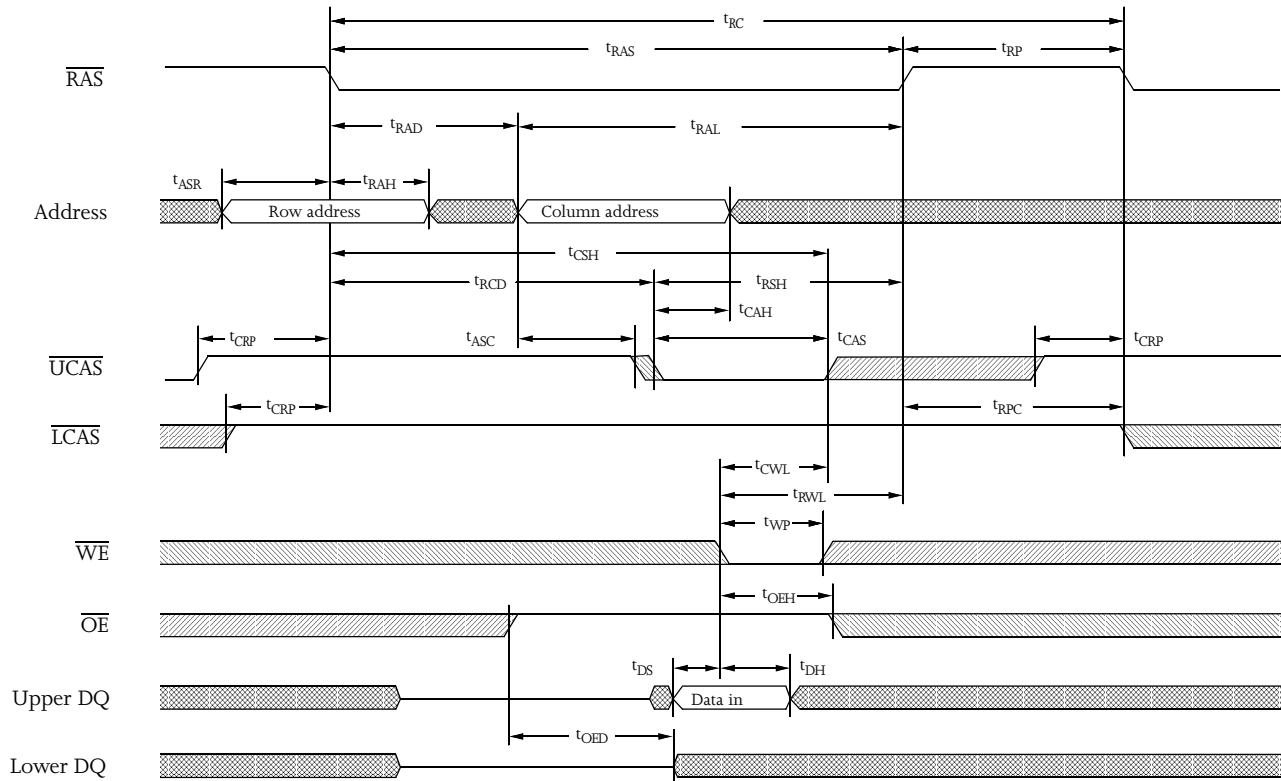 tRC
tRAS tRP
RAS
tRAD tRAL
tASR tRAH
Address Row address Column address
tCSH
tRCD tRSH
tCAH
tCRP tASC tCAS tCRP
UCAS
tCRP tRPC
LCAS
tCWL
tRWL
tWP
WE
tOEH
OE
tDS tDH
Upper DQ Data in
tOED
Lower DQ